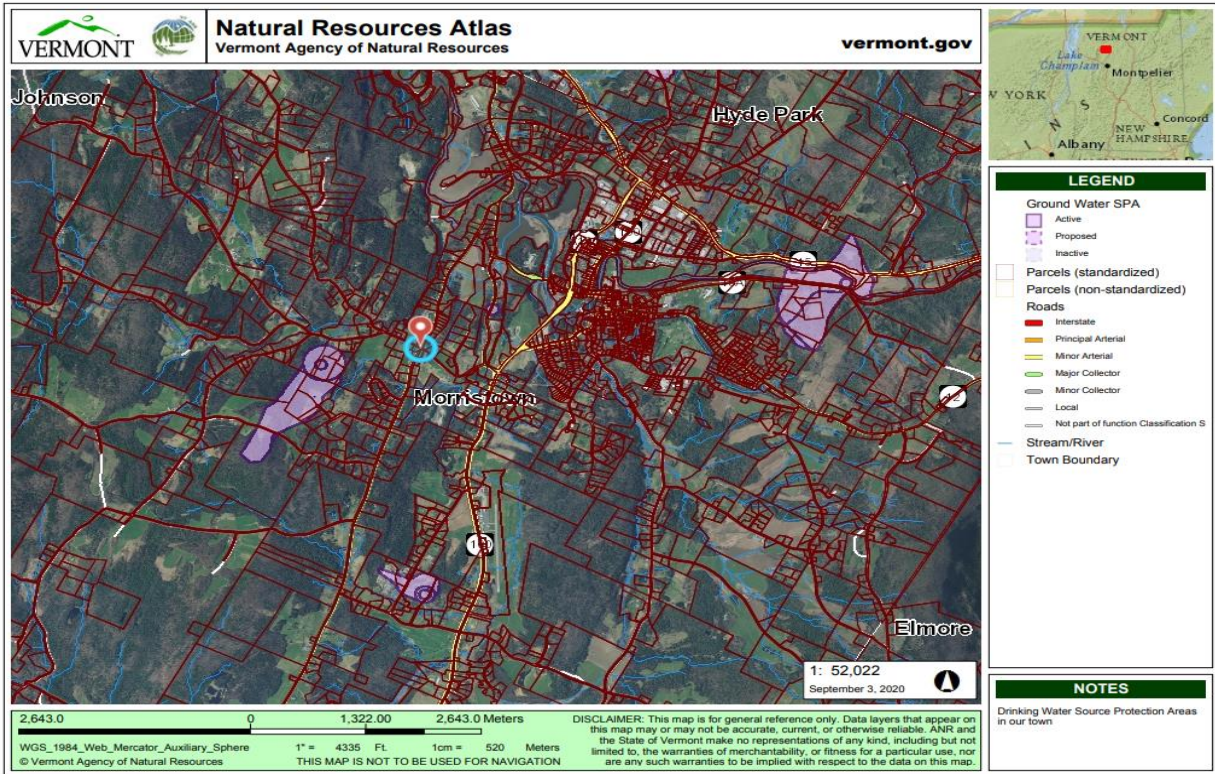 VERMONT
Natural Resources Atlas
Vermont Agency of Natural Resources
vermont.gov
VERMONT
Lake
Champlain
Montpelier
W YORK
Concord
NEW
HAMPSHIRE
Albany
Johnson
Hyde Park
Morristown
Elmore
12
1: 52,022
September 3, 2020
LEGEND
Ground Water SPA
Active
Proposed
Inactive
Parcels (standardized)
Parcels (non-standardized)
Roads
Interstate
Principal Arterial
Minor Arterial
Major Collector
Minor Collector
Local
Not part of function Classification S
Stream/River
Town Boundary
NOTES
Drinking Water Source Protection Areas
in our town
2,643.0 0 1,322.00 2,643.0 Meters
WGS_1984_Web_Mercator_Auxiliary_Sphere 1" = 4335 Ft. 1cm = 520 Meters
© Vermont Agency of Natural Resources THIS MAP IS NOT TO BE USED FOR NAVIGATION
DISCLAIMER: This map is for general reference only. Data layers that appear on
this map may or may not be accurate, current, or otherwise reliable. ANR and
the State of Vermont make no representations of any kind, including but not
limited to, the warranties of merchantability, or fitness for a particular use, nor
are any such warranties to be implied with respect to the data on this map.